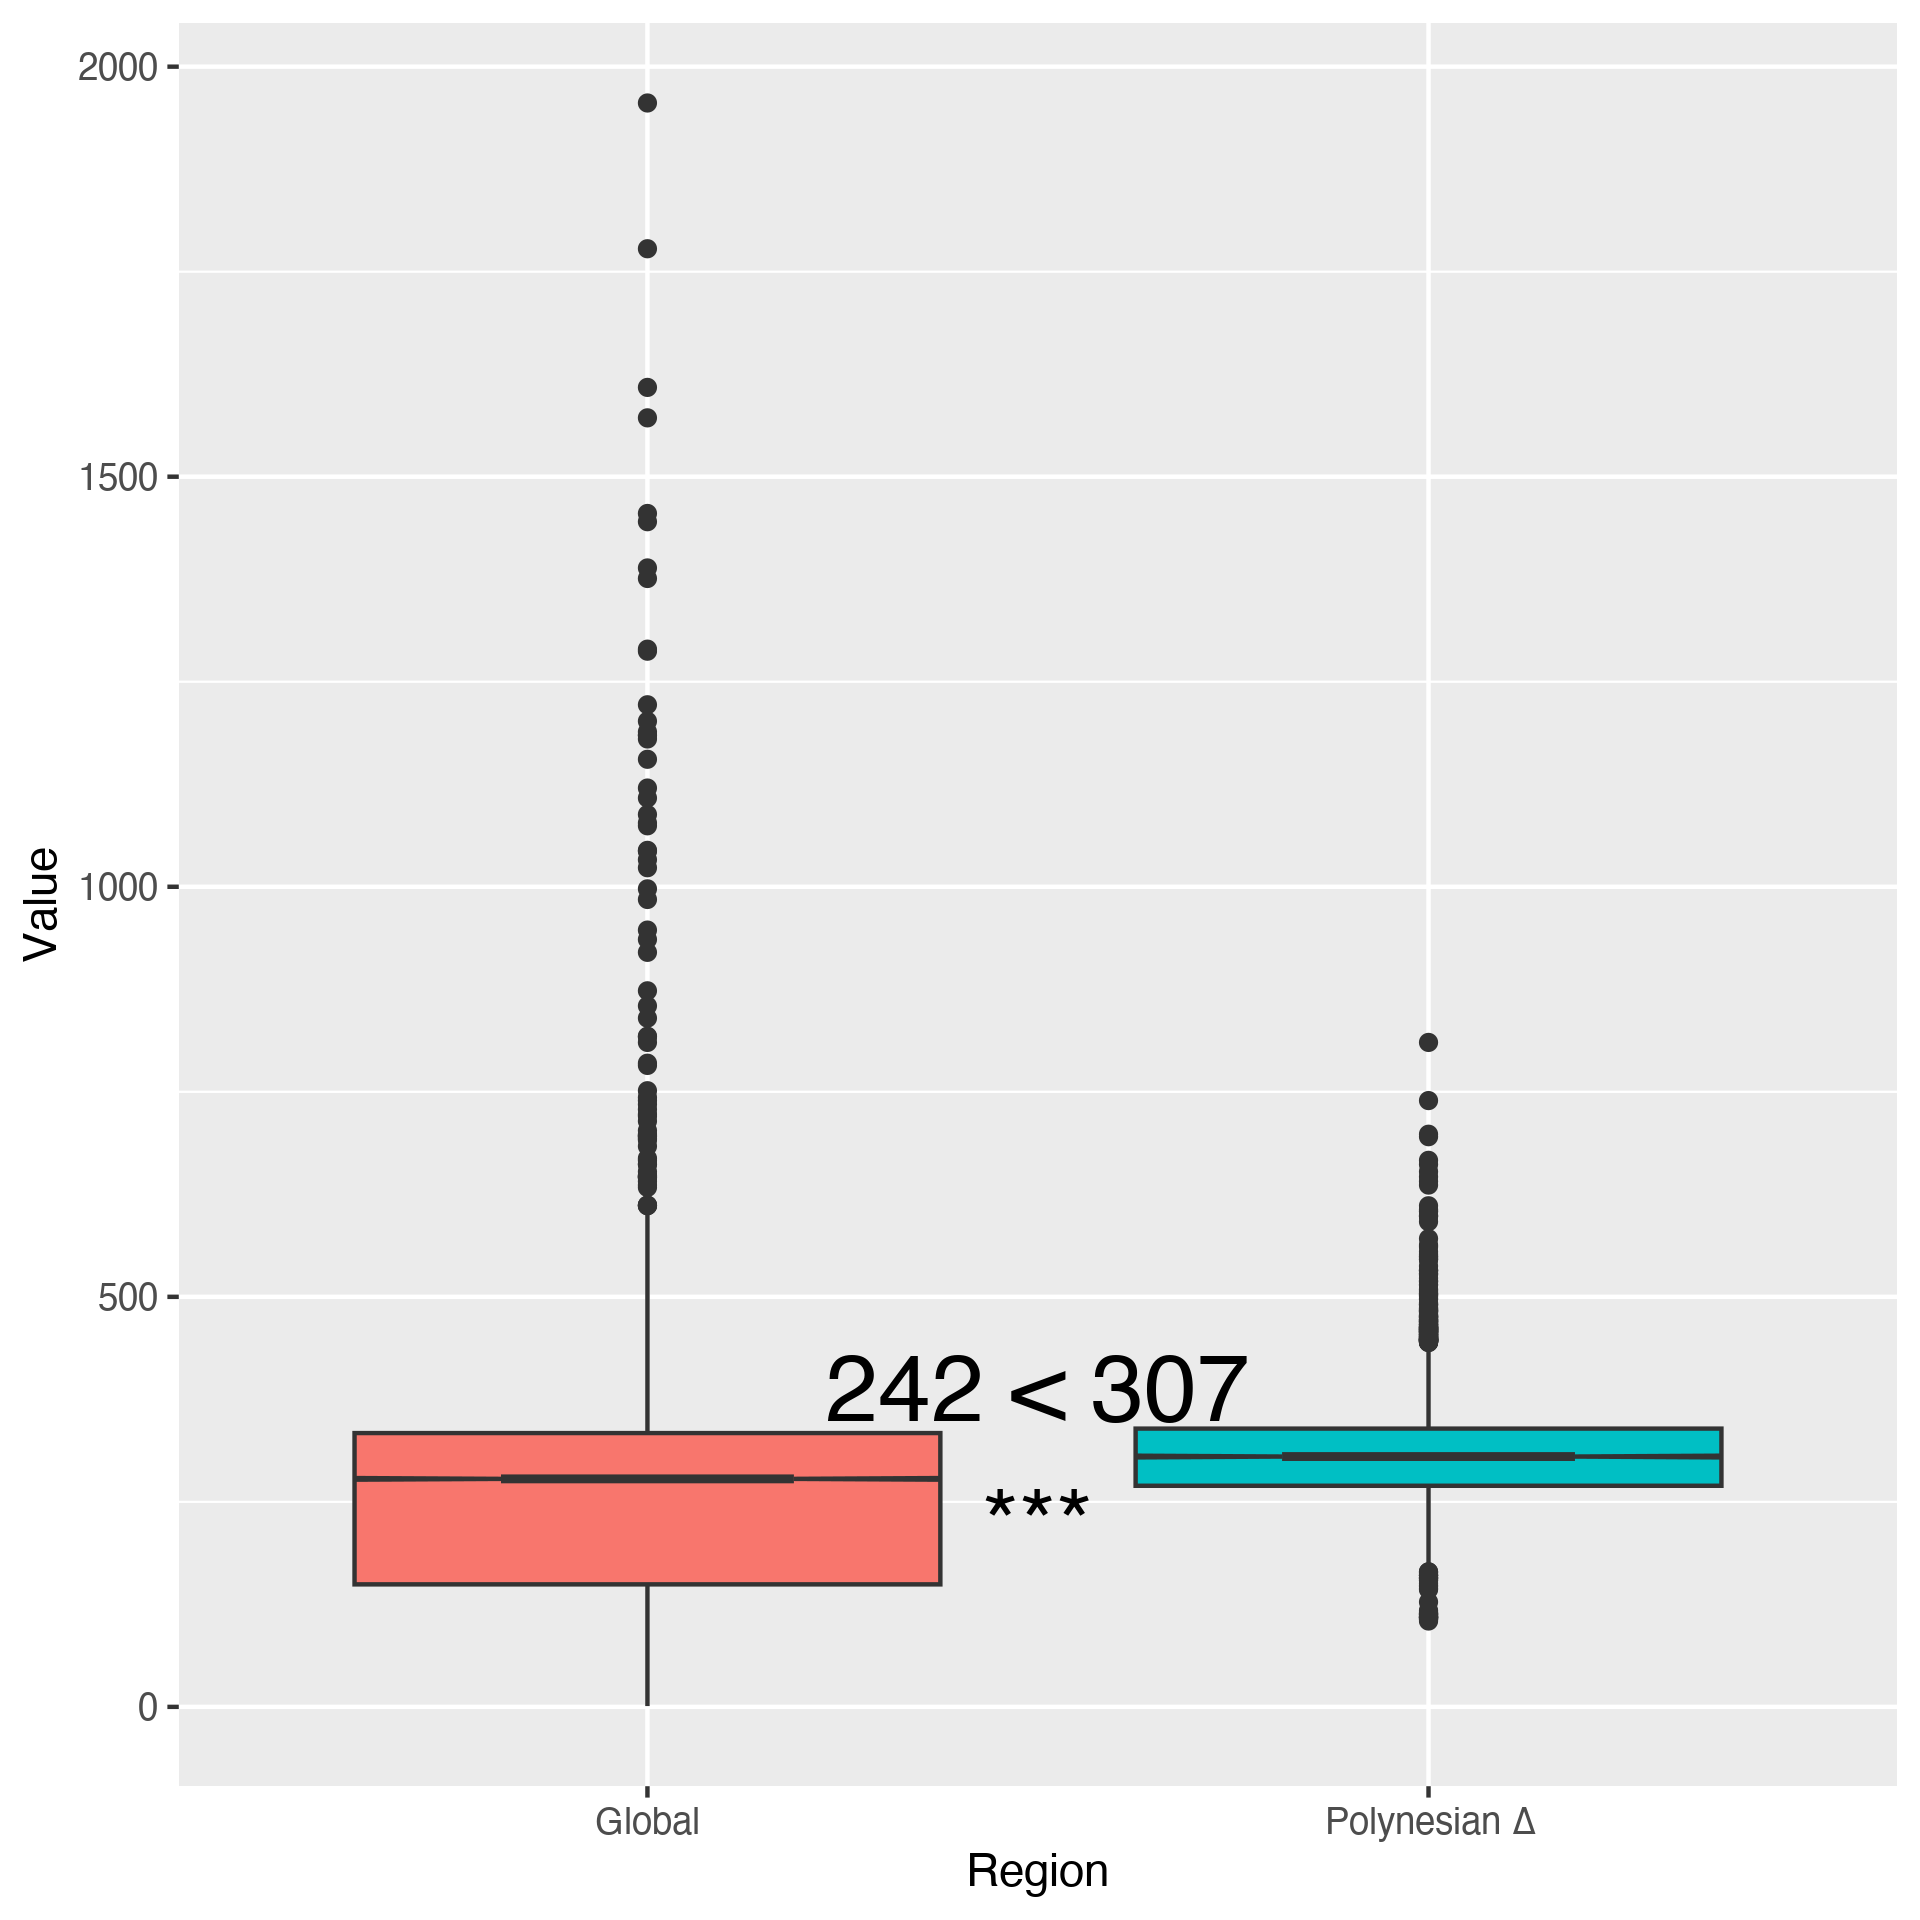 2000
1500
1000
500
0
Value
242 < 307
***
Global
Polynesian Δ
Region